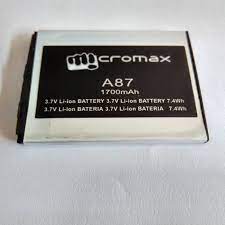 micromax
A87
1700mAh
3.7V Li-ion BATTERY 3.7V Li-ion BATTERY 7.4Wh
3.7V Li-ion BATERIA 3.7V Li-ion BATERIA 7.4Wh